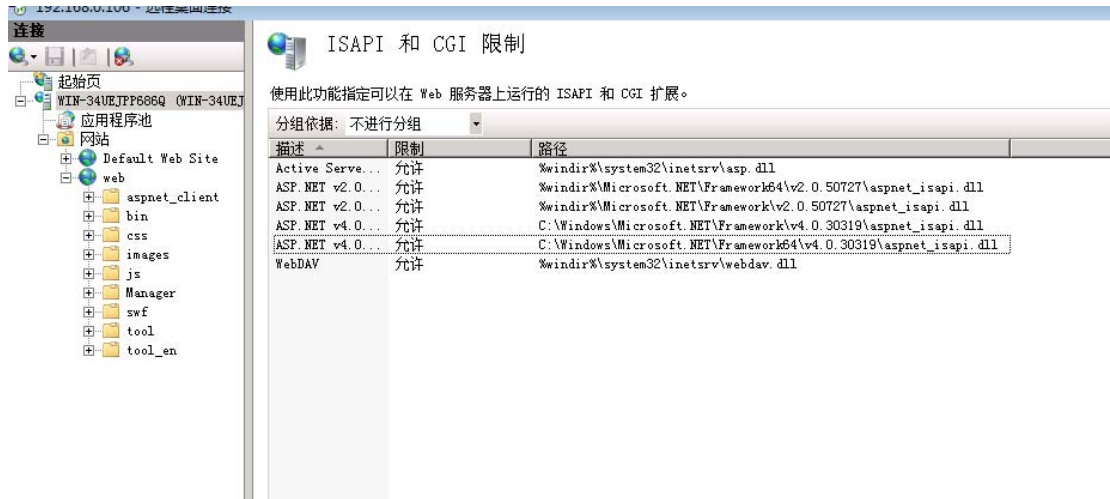 192.168.0.106 - 远程桌面连接
连接
起始页
WIN-34UEJPP686Q (WIN-34UEJ
应用程序池
网站
Default Web Site
web
aspnet_client
bin
css
images
js
Manager
swf
tool
tool_en
ISAPI 和 CGI 限制
使用此功能指定可以在 Web 服务器上运行的 ISAPI 和 CGI 扩展。
分组依据: 不进行分组
描述 限制 路径
Active Serve... 允许 %windir%\system32\inetsrv\asp.dll
ASP.NET v2.0... 允许 %windir%\Microsoft.NET\Framework64\v2.0.50727\aspnet_isapi.dll
ASP.NET v2.0... 允许 %windir%\Microsoft.NET\Framework\v2.0.50727\aspnet_isapi.dll
ASP.NET v4.0... 允许 C:\Windows\Microsoft.NET\Framework\v4.0.30319\aspnet_isapi.dll
ASP.NET v4.0... 允许 C:\Windows\Microsoft.NET\Framework64\v4.0.30319\aspnet_isapi.dll
WebDAV 允许 %windir%\system32\inetsrv\webdav.dll